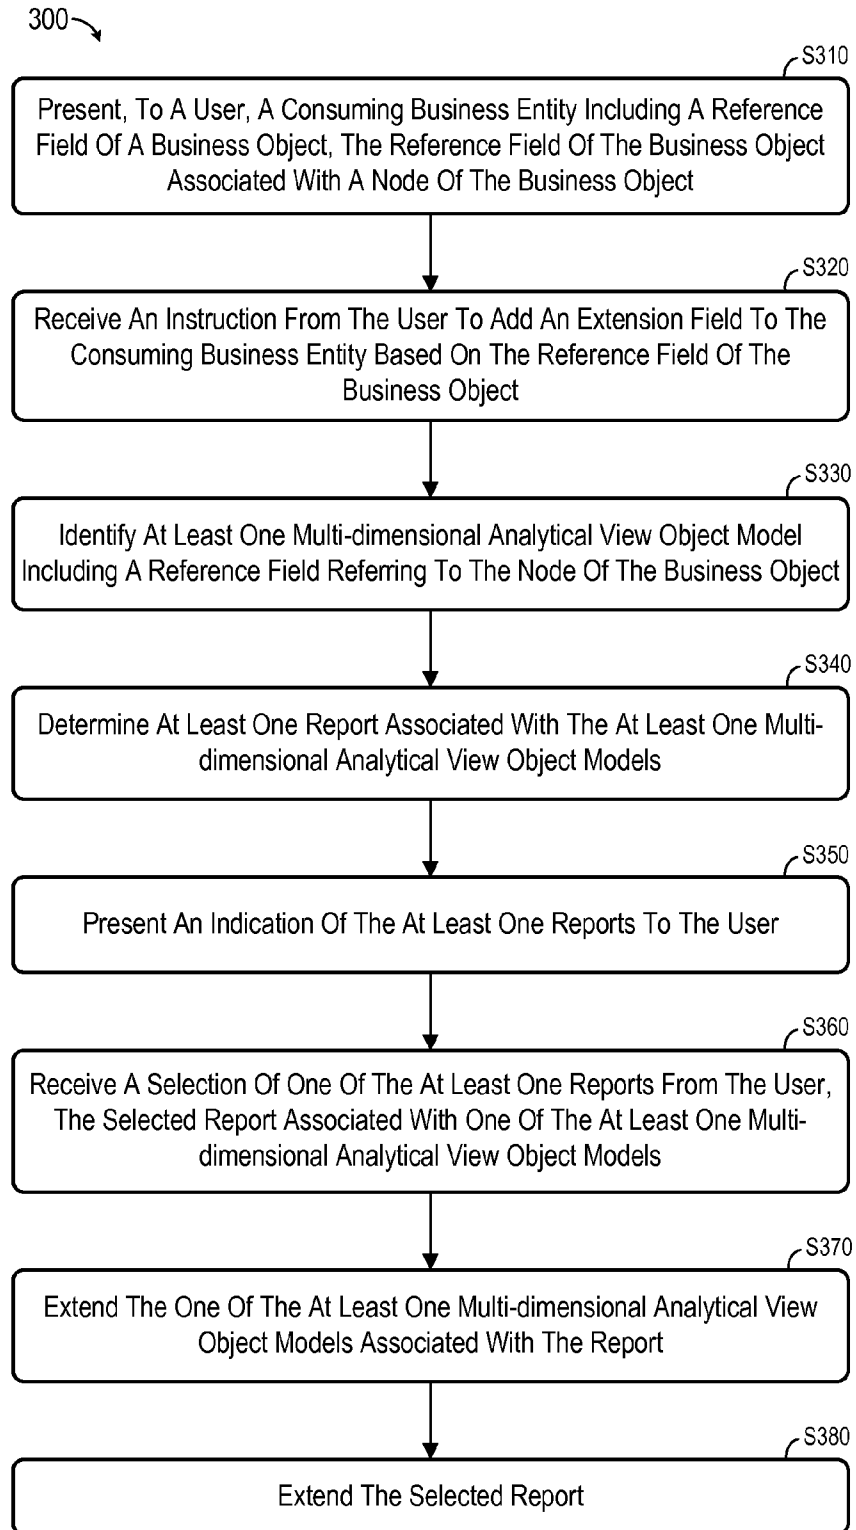 300
S310
Present, To A User, A Consuming Business Entity Including A Reference
Field Of A Business Object, The Reference Field Of The Business Object
Associated With A Node Of The Business Object
S320
Receive An Instruction From The User To Add An Extension Field To The
Consuming Business Entity Based On The Reference Field Of The
Business Object
S330
Identify At Least One Multi-dimensional Analytical View Object Model
Including A Reference Field Referring To The Node Of The Business Object
S340
Determine At Least One Report Associated With The At Least One Multi-
dimensional Analytical View Object Models
S350
Present An Indication Of The At Least One Reports To The User
S360
Receive A Selection Of One Of The At Least One Reports From The User,
The Selected Report Associated With One Of The At Least One Multi-
dimensional Analytical View Object Models
S370
Extend The One Of The At Least One Multi-dimensional Analytical View
Object Models Associated With The Report
S380
Extend The Selected Report